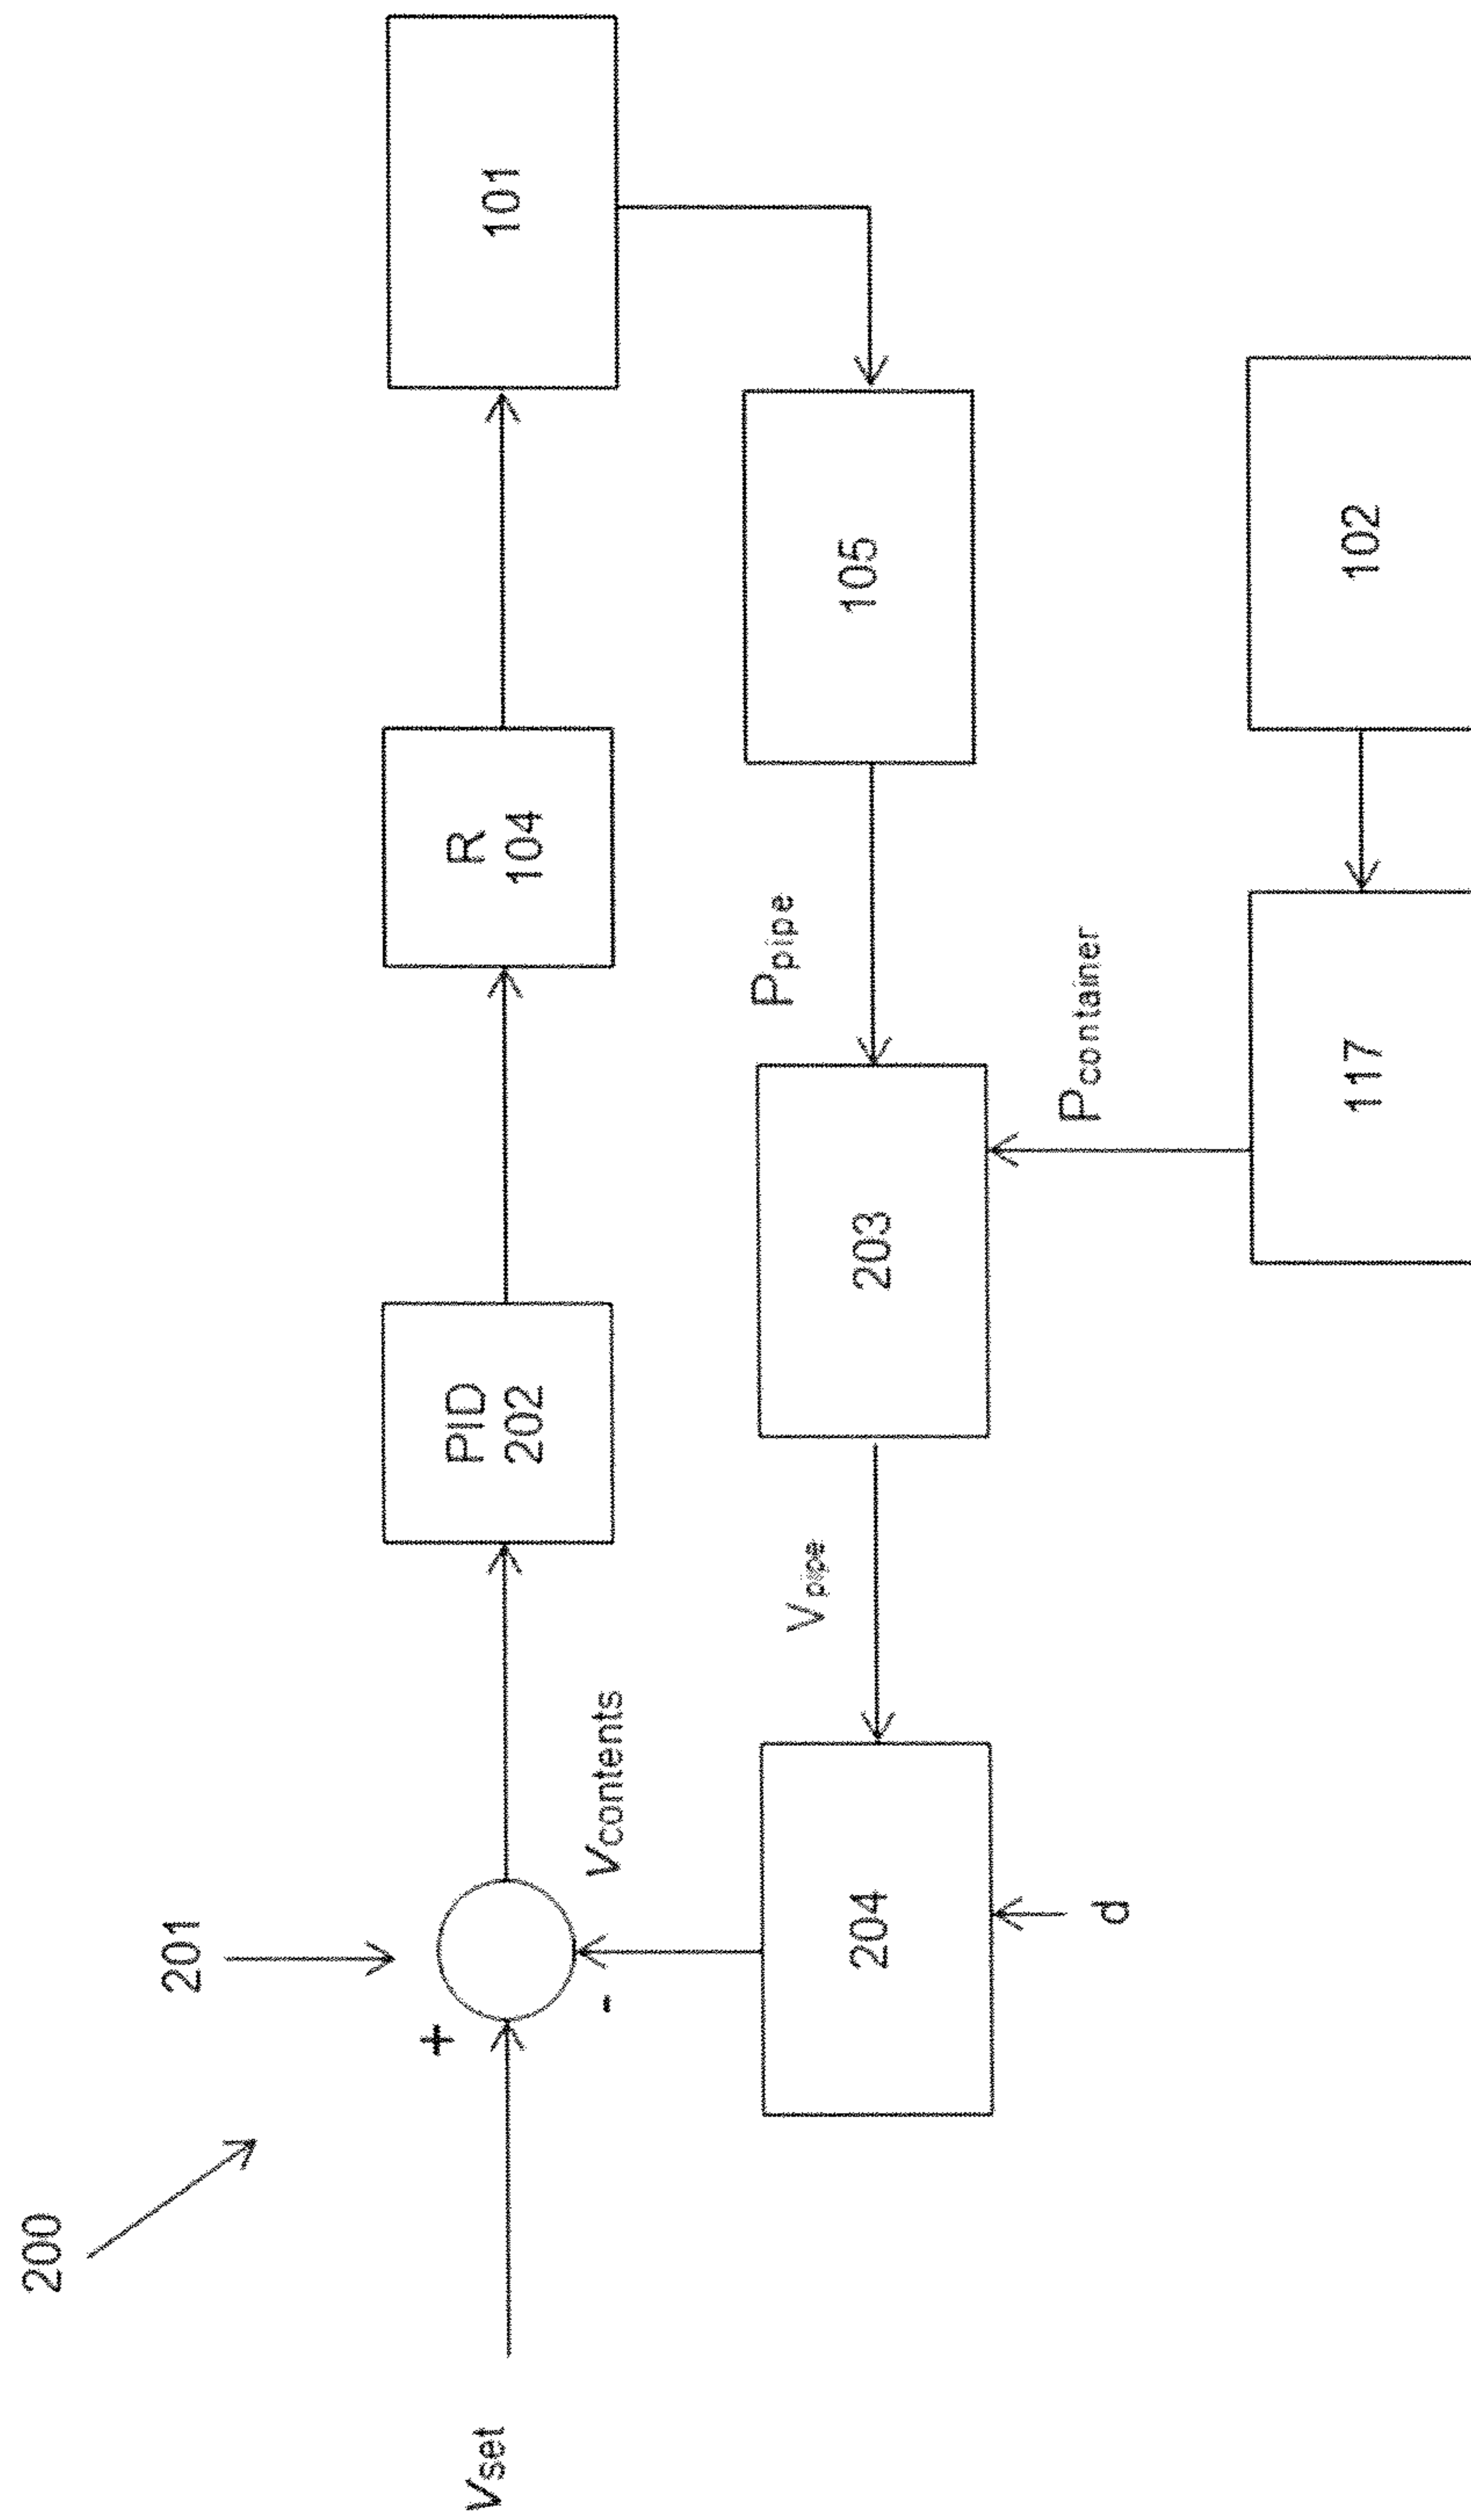 200
201
Vset
+
-
Vcontents
PID
202
R
104
101
204
d
Vpipe
203
Ppipe
105
Pcontainer
117
102